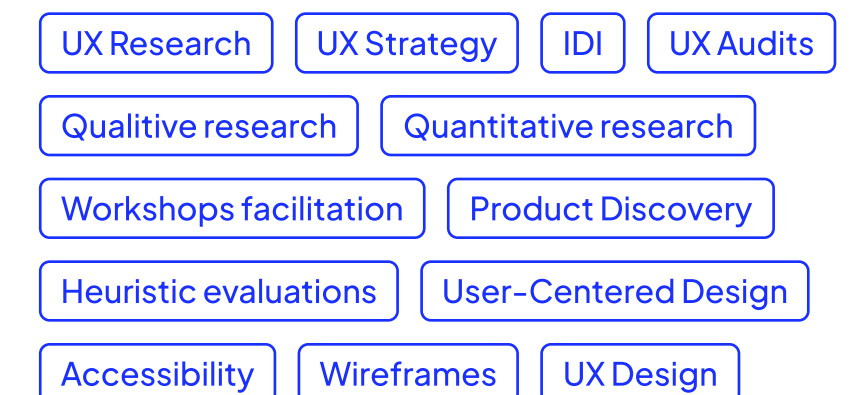 UX Research UX Strategy IDI UX Audits
Qualitive research Quantitative research
Workshops facilitation Product Discovery
Heuristic evaluations User-Centered Design
Accessibility Wireframes UX Design